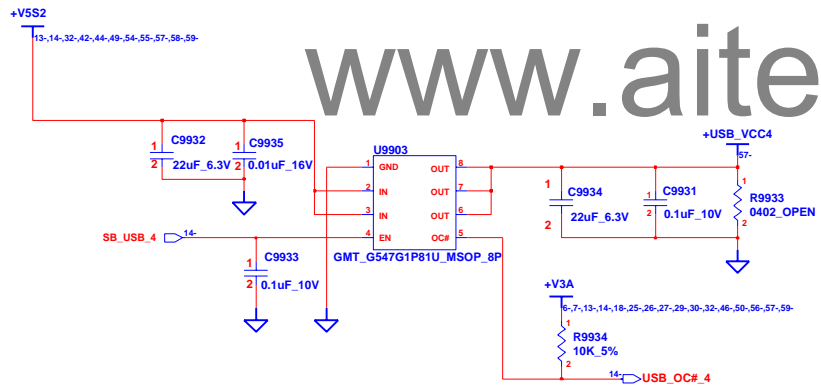 +V5S2
13-,14-,32-,42-,44-,49-,54-,55-,57-,58-,59-
www.aite
+USB_VCC4
57-
C9932
1
2
22uF_6.3V
C9935
1
2
0.01uF_16V
U9903
1 GND OUT 8
2 IN OUT 7
3 IN OUT 6
4 EN OC# 5
GMT_G547G1P81U_MSOP_8P
C9934
1
2
22uF_6.3V
C9931
1
2
0.1uF_10V
1
R9933
0402_OPEN
2
SB_USB_4 14-
C9933
1
2
0.1uF_10V
+V3A
6-,7-,13-,14-,18-,25-,26-,27-,29-,30-,32-,46-,50-,56-,57-,59-
1
R9934
10K_5%
2
14- USB_OC#_4